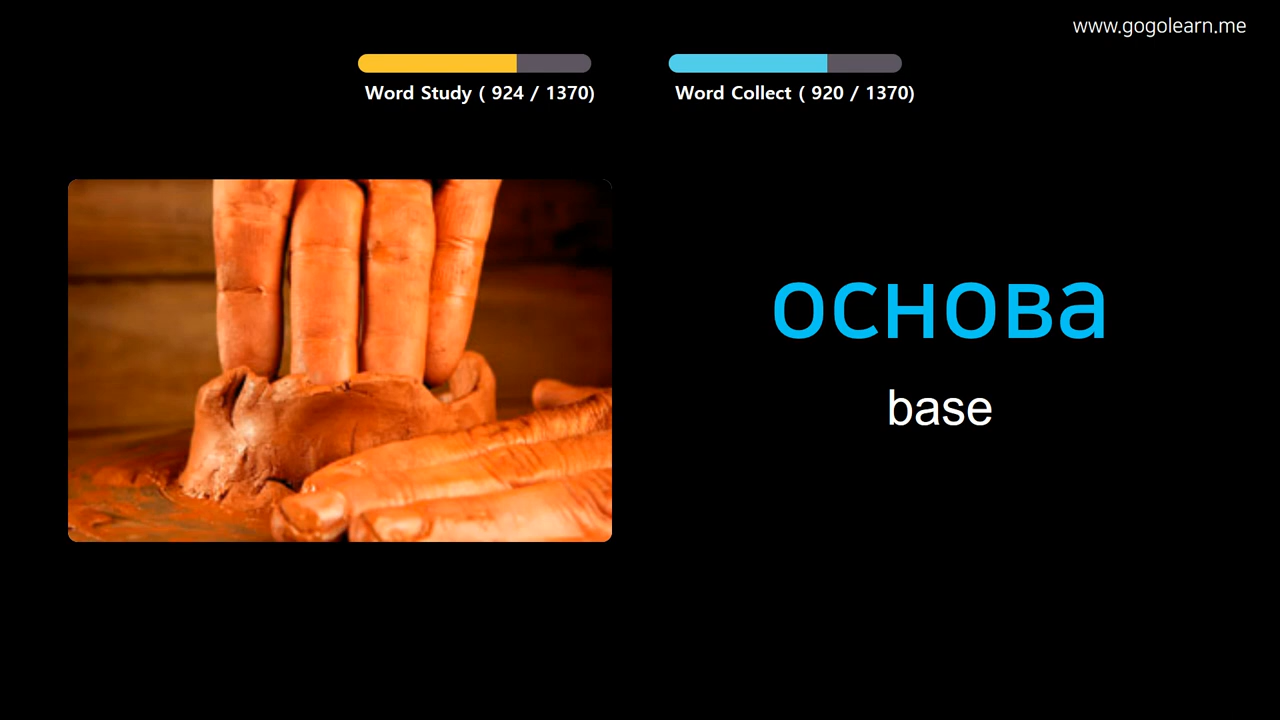 www.gogolearn.me
Word Study ( 924 / 1370)
Word Collect ( 920 / 1370)
основа
base